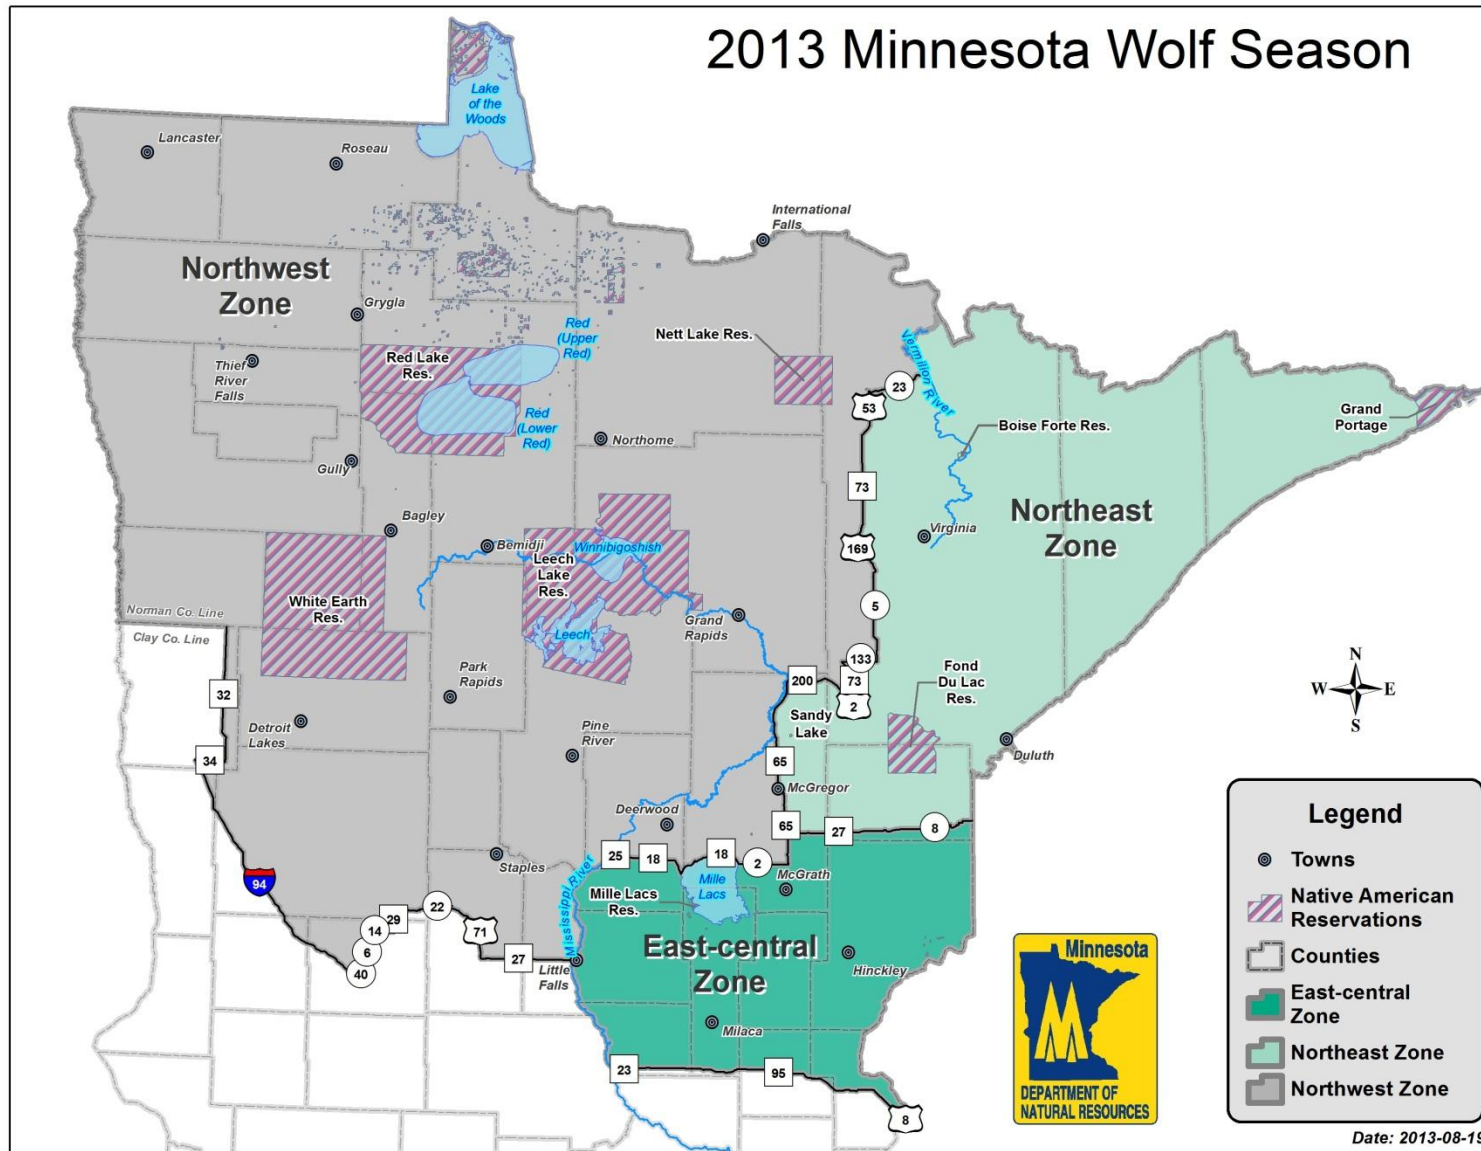 2013 Minnesota Wolf Season
Lake
of the
Woods
Lancaster
Roseau
International
Falls
Northwest
Zone
Grygla
Red
(Upper
Red)
Nett Lake Res.
Vermilion River
Red Lake
Res.
Thief
River
Falls
23
53
Grand
Portage
Red
(Lower
Red)
Boise Forte Res.
Northome
Gully
73
Northeast
Zone
Bagley
Virginia
Bemidji
Winnibigoshish
169
Leech
Lake
Res.
White Earth
Res.
5
Norman Co. Line
Clay Co. Line
Grand
Rapids
Leech
133
Park
Rapids
200
73
Fond
Du Lac
Res.
N
W
E
S
32
2
Sandy
Lake
Detroit
Lakes
Pine
River
34
65
Duluth
McGregor
Deerwood
65
27
8
Staples
25
18
18
2
94
Mississippi River
Mille
Lacs
McGrath
Mille Lacs
Res.
22
29
14
71
6
40
27
Little
Falls
East-central
Zone
Hinckley
Milaca
23
95
8
Minnesota
DEPARTMENT OF
NATURAL RESOURCES
Legend
Towns
Native American
Reservations
Counties
East-central
Zone
Northeast Zone
Northwest Zone
Date: 2013-08-19